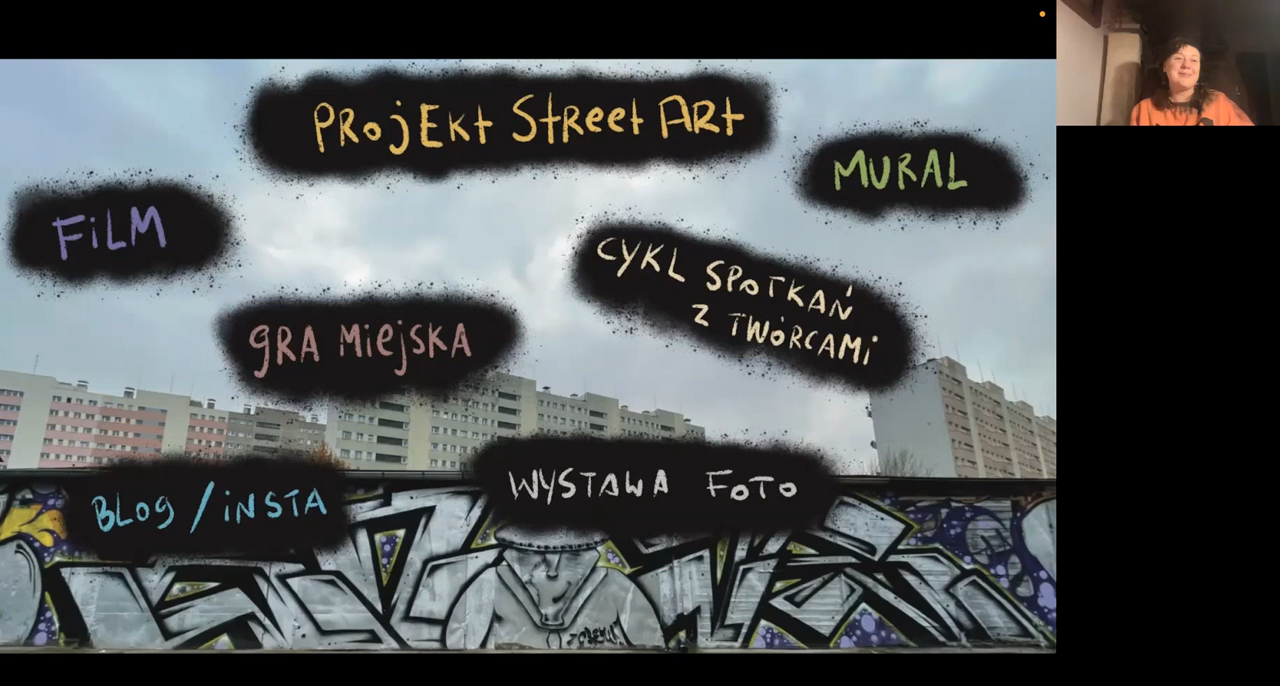 PROjEKt StReet ARt
MURAL
FiLM
CYKL SPOTKAŃ
Z TWÓRCAMi
gRA MiejSKA
WYSTAWA FOTO
BLOg / iNSTA